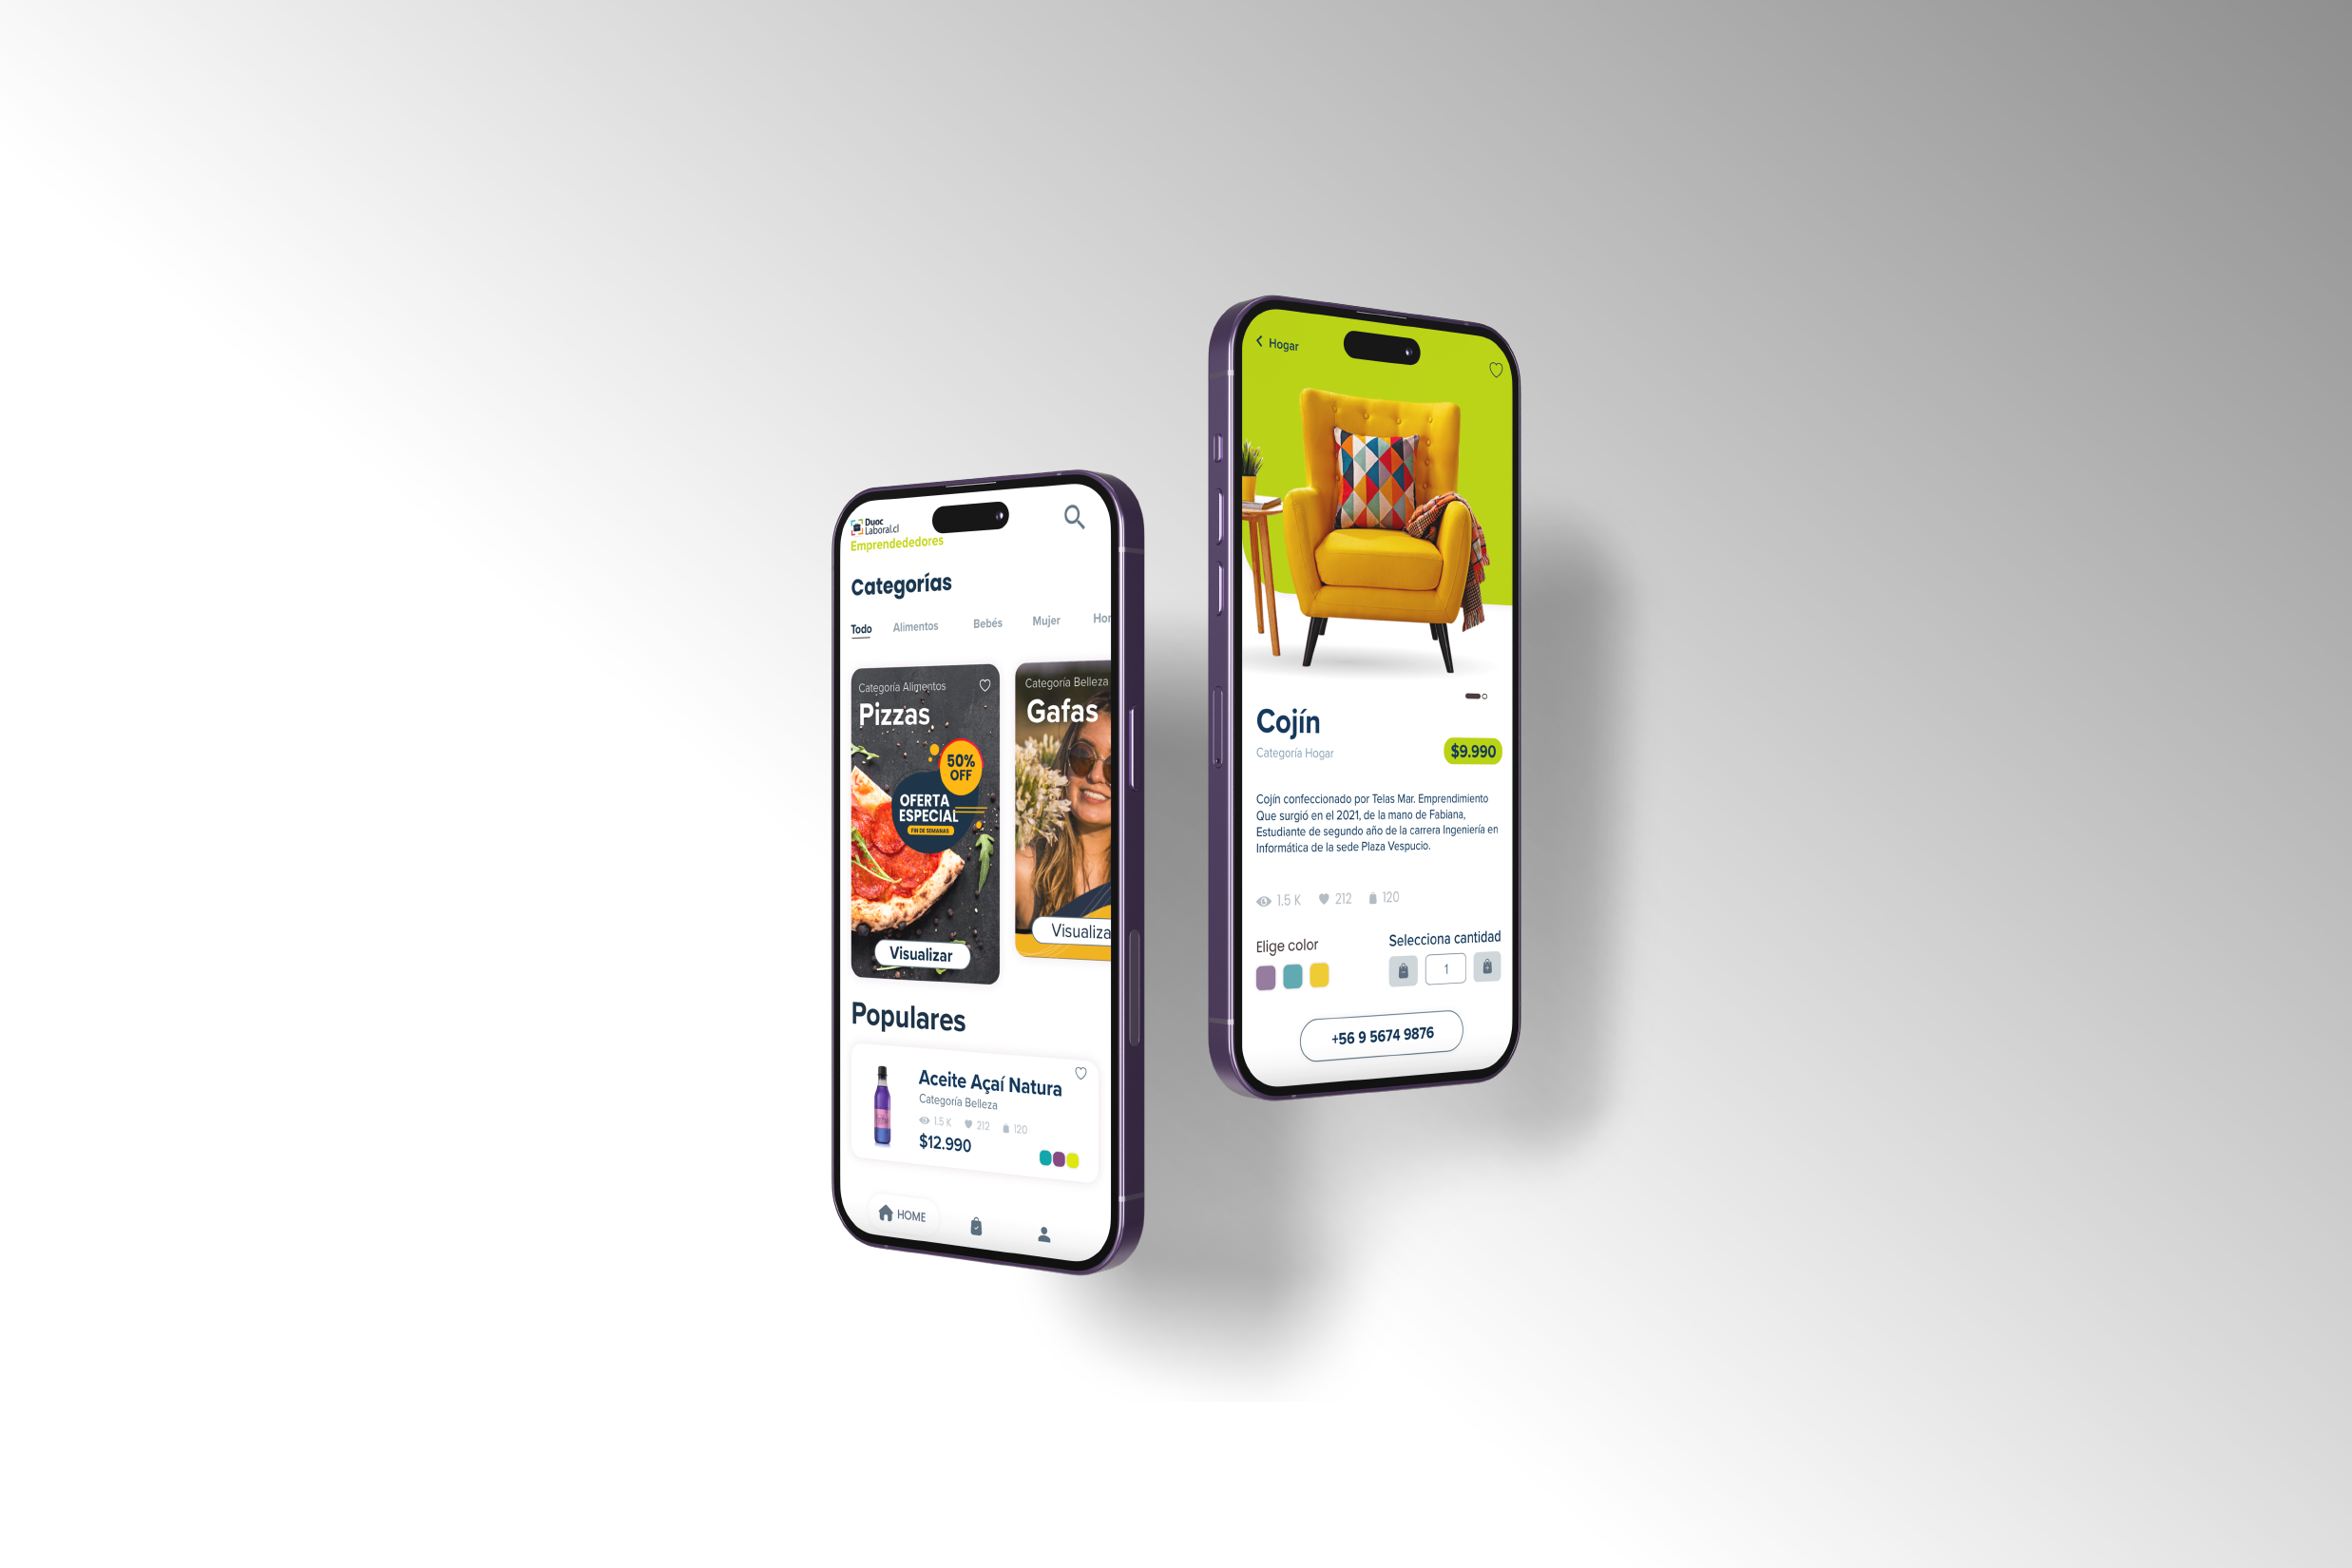 Duoc
Laboral.cl
Emprendededores
Categorías
Todo Alimentos Bebés Mujer Hor
Categoría Alimentos
Pizzas
50%
OFF
OFERTA
ESPECIAL
FIN DE SEMANAS
Visualizar
Categoría Belleza
Gafas
Visualiza
Populares
Aceite Açaí Natura
Categoría Belleza
1.5 K 212 120
$12.990
HOME
Hogar
Cojín
Categoría Hogar
$9.990
Cojín confeccionado por Telas Mar. Emprendimiento
Que surgió en el 2021, de la mano de Fabiana,
Estudiante de segundo año de la carrera Ingeniería en
Informática de la sede Plaza Vespucio.
1.5 K 212 120
Elige color
Selecciona cantidad
1
+56 9 5674 9876